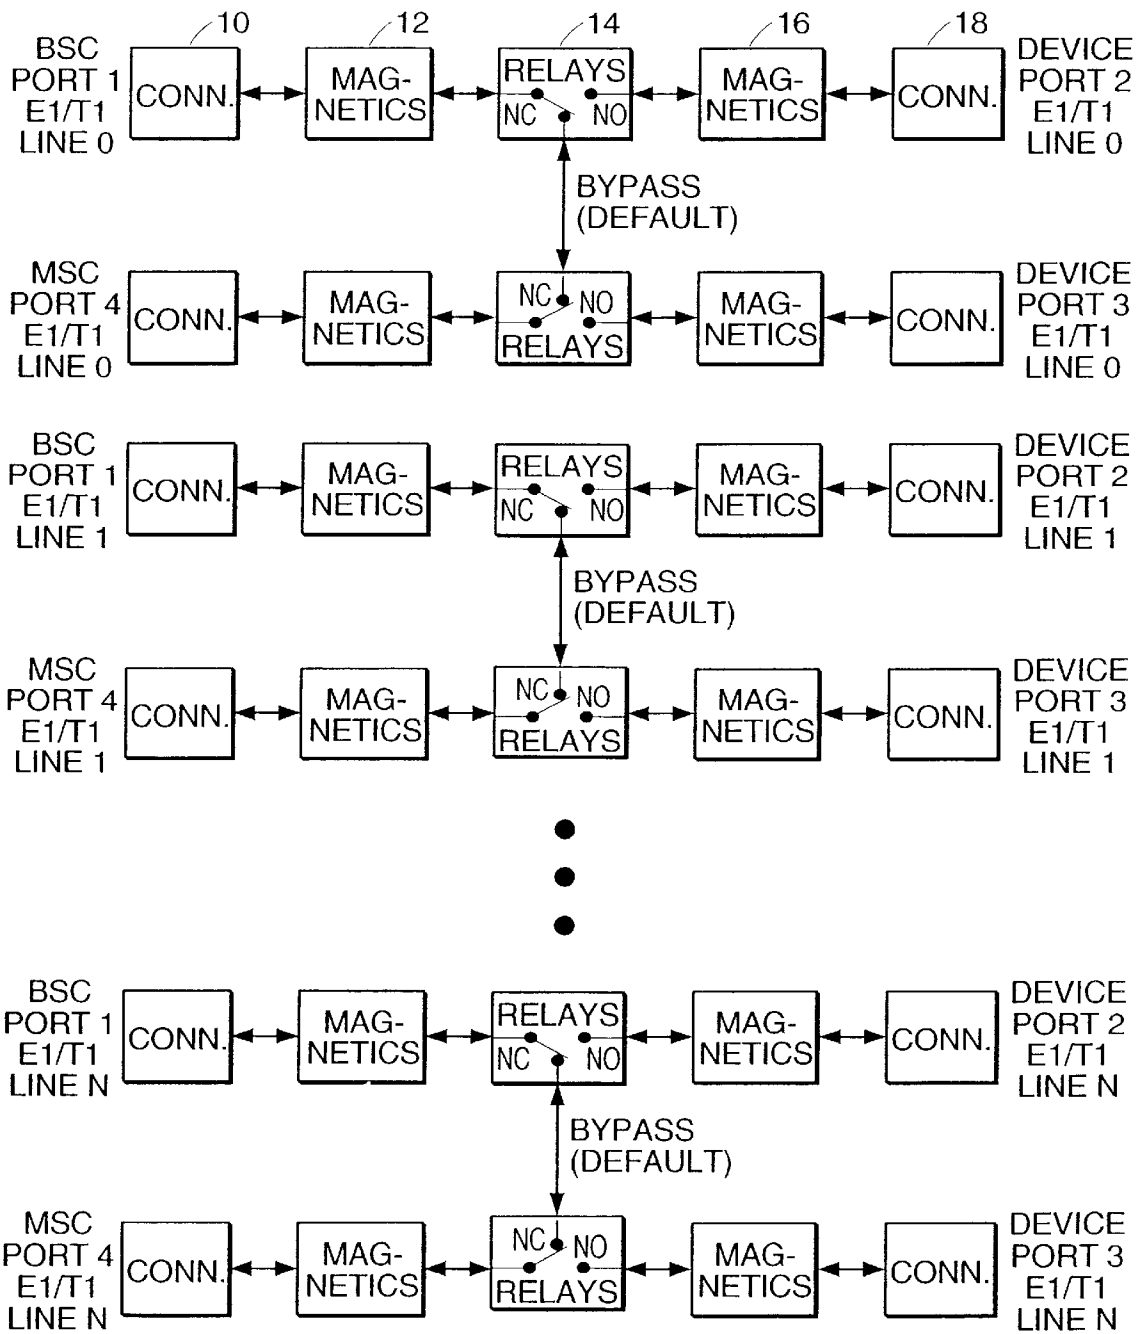 10 12 14 16 18
BSC
PORT 1
E1/T1
LINE 0
CONN.
MAG-
NETICS
RELAYS
NC NO
MAG-
NETICS
CONN.
DEVICE
PORT 2
E1/T1
LINE 0
BYPASS
(DEFAULT)
MSC
PORT 4
E1/T1
LINE 0
CONN.
MAG-
NETICS
NC NO
RELAYS
MAG-
NETICS
CONN.
DEVICE
PORT 3
E1/T1
LINE 0
BSC
PORT 1
E1/T1
LINE 1
CONN.
MAG-
NETICS
RELAYS
NC NO
MAG-
NETICS
CONN.
DEVICE
PORT 2
E1/T1
LINE 1
BYPASS
(DEFAULT)
MSC
PORT 4
E1/T1
LINE 1
CONN.
MAG-
NETICS
NC NO
RELAYS
MAG-
NETICS
CONN.
DEVICE
PORT 3
E1/T1
LINE 1
BSC
PORT 1
E1/T1
LINE N
CONN.
MAG-
NETICS
RELAYS
NC NO
MAG-
NETICS
CONN.
DEVICE
PORT 2
E1/T1
LINE N
BYPASS
(DEFAULT)
MSC
PORT 4
E1/T1
LINE N
CONN.
MAG-
NETICS
NC NO
RELAYS
MAG-
NETICS
CONN.
DEVICE
PORT 3
E1/T1
LINE N